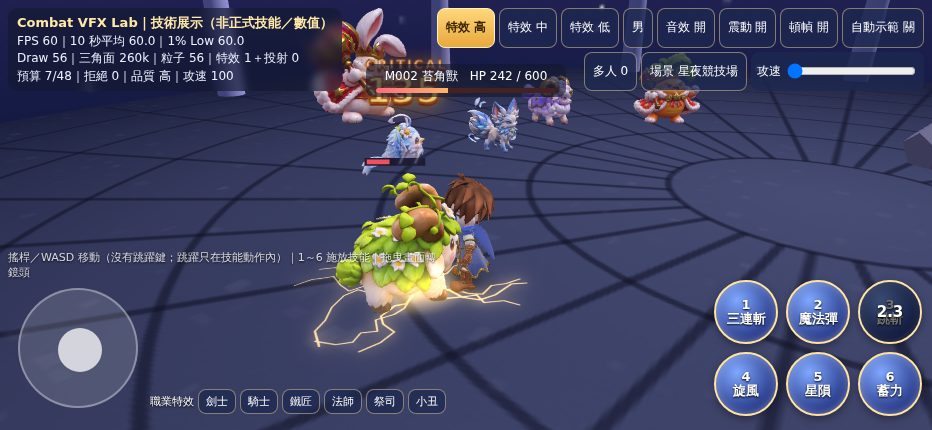 Combat VFX Lab｜技術展示（非正式技能／數值）
FPS 60｜10 秒平均 60.0｜1% Low 60.0
Draw 56｜三角面 260k｜粒子 56｜特效 1＋投射 0
預算 7/48｜拒絕 0｜品質 高｜攻速 100
特效 高
特效 中
特效 低
男
音效 開
震動 開
頓幀 開
自動示範 關
多人 0
場景 星夜競技場
攻速
CRITICAL
M002 苔角獸 HP 242 / 600
搖桿／WASD 移動（沒有跳躍鍵；跳躍只在技能動作內）｜1~6 施放技能｜拖曳畫面轉
鏡頭
1
三連斬
2
魔法彈
2.3
4
旋風
5
星隕
6
蓄力
職業特效
劍士
騎士
鐵匠
法師
祭司
小丑